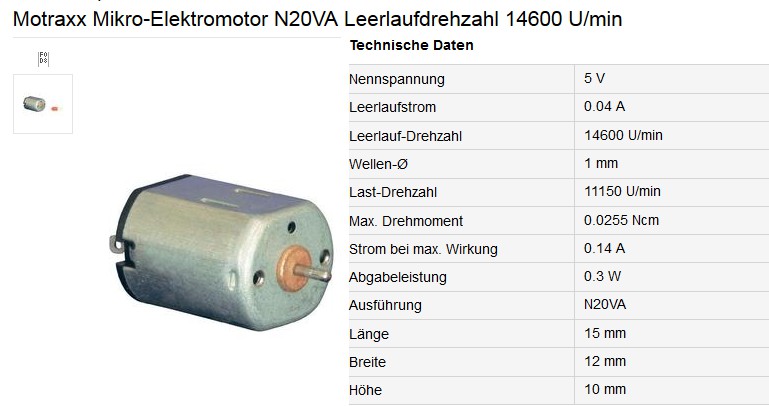 Motraxx Mikro-Elektromotor N20VA Leerlaufdrehzahl 14600 U/min
Technische Daten
Nennspannung 5 V
Leerlaufstrom 0.04 A
Leerlauf-Drehzahl 14600 U/min
Wellen-Ø 1 mm
Last-Drehzahl 11150 U/min
Max. Drehmoment 0.0255 Ncm
Strom bei max. Wirkung 0.14 A
Abgabeleistung 0.3 W
Ausführung N20VA
Länge 15 mm
Breite 12 mm
Höhe 10 mm